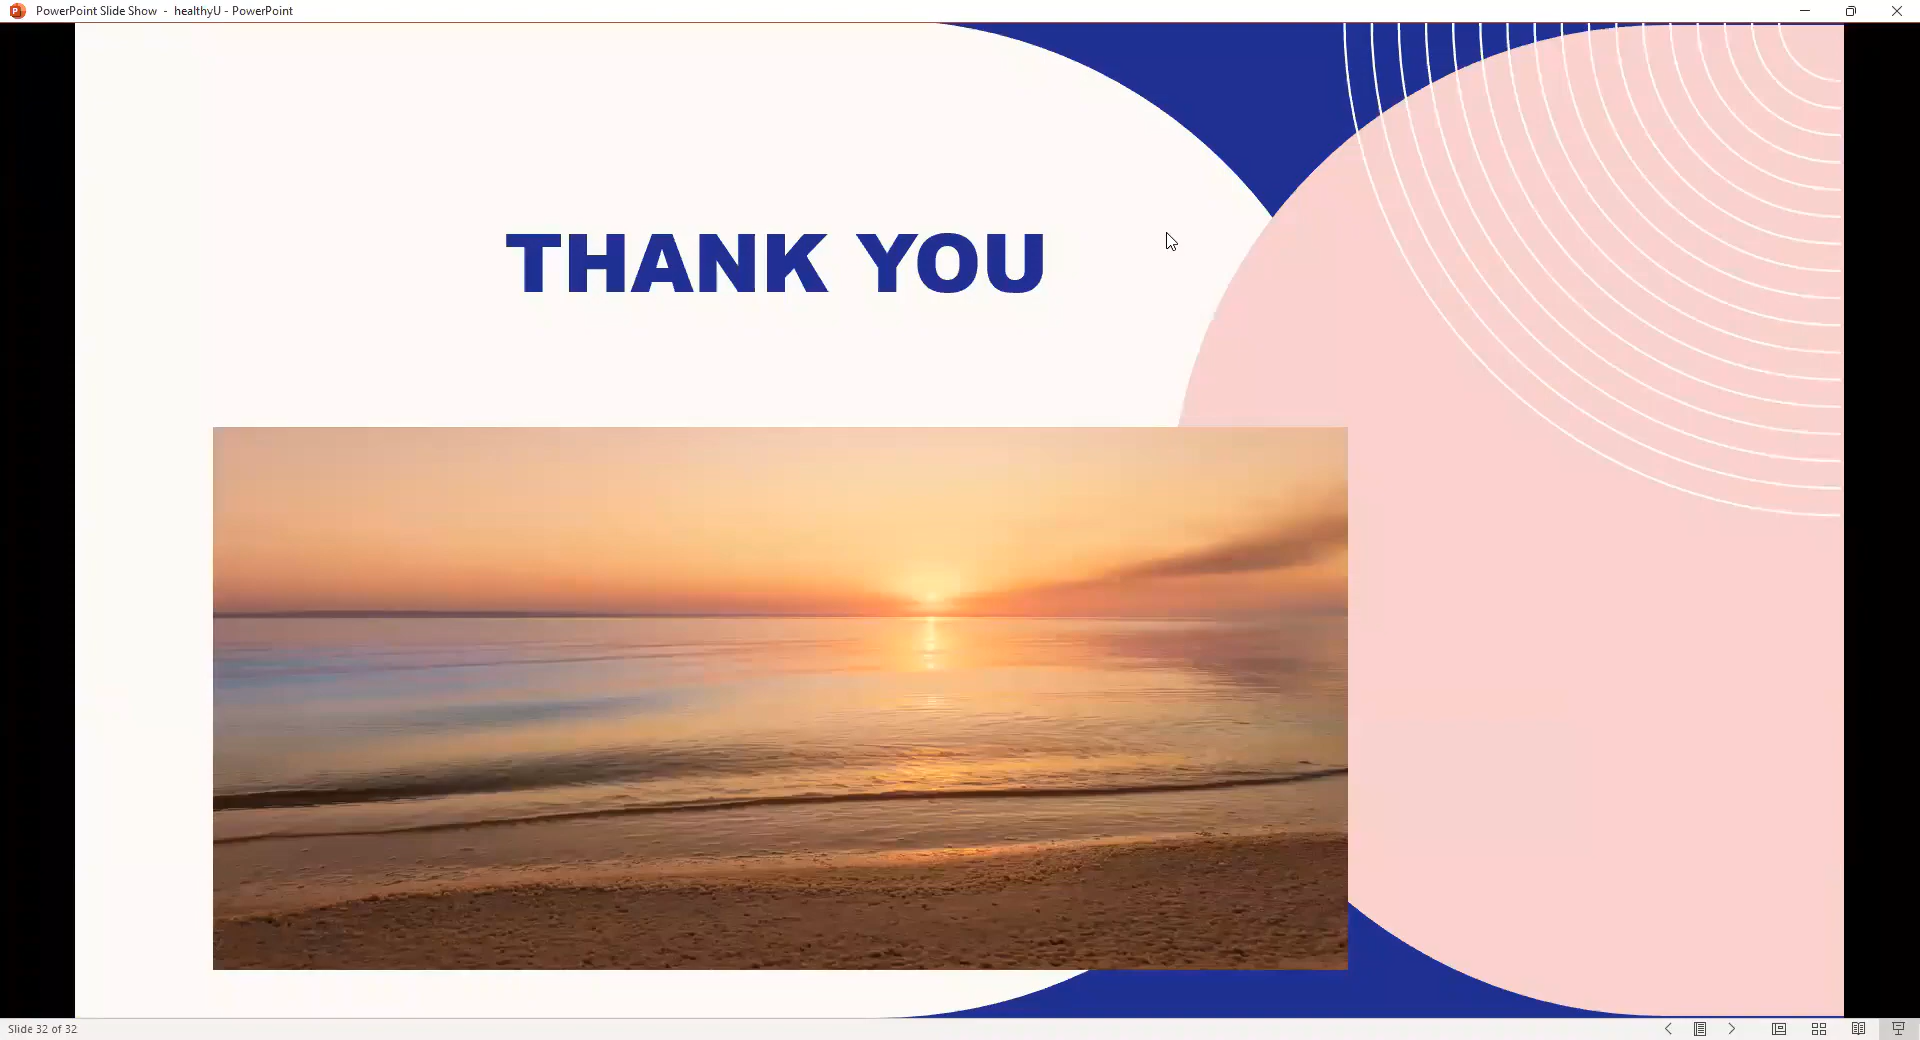 PowerPoint Slide Show - healthyU - PowerPoint
THANK YOU
Slide 32 of 32